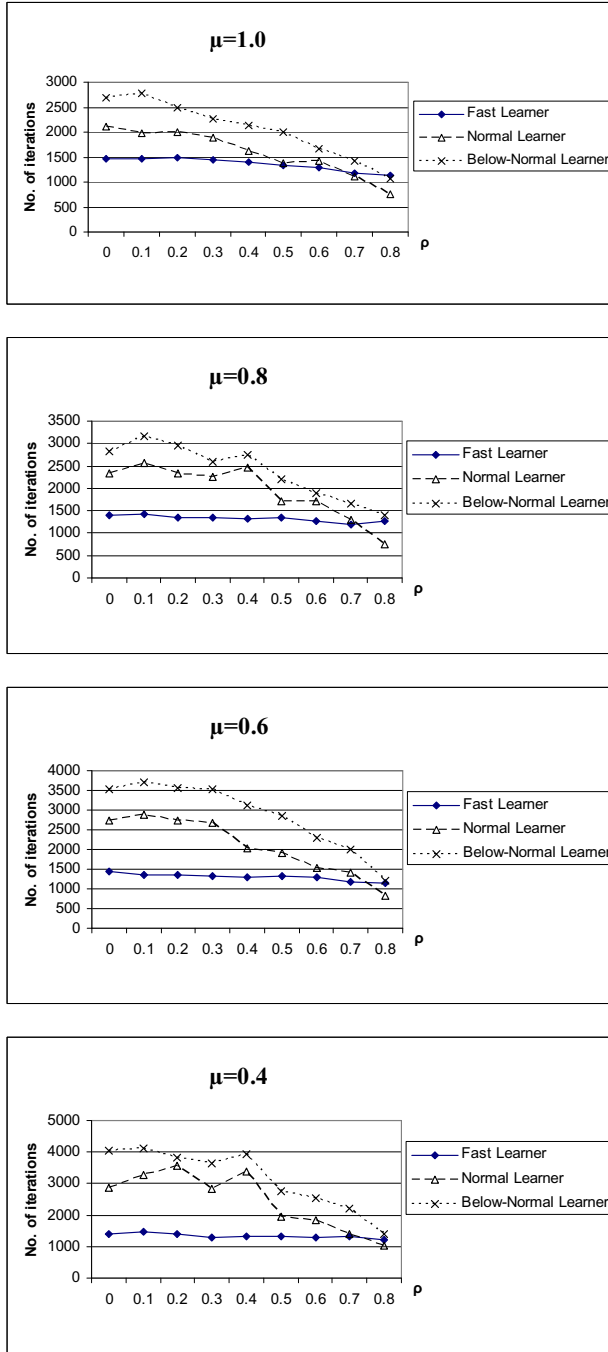 μ=1.0
3000
2500
2000
1500
1000
500
0
No. of iterations
0 0.1 0.2 0.3 0.4 0.5 0.6 0.7 0.8
ρ
Fast Learner
Normal Learner
Below-Normal Learner
μ=0.8
3500
3000
2500
2000
1500
1000
500
0
No. of iterations
0 0.1 0.2 0.3 0.4 0.5 0.6 0.7 0.8
ρ
Fast Learner
Normal Learner
Below-Normal Learner
μ=0.6
4000
3500
3000
2500
2000
1500
1000
500
0
No. of iterations
0 0.1 0.2 0.3 0.4 0.5 0.6 0.7 0.8
ρ
Fast Learner
Normal Learner
Below-Normal Learner
μ=0.4
5000
4000
3000
2000
1000
0
No. of iterations
0 0.1 0.2 0.3 0.4 0.5 0.6 0.7 0.8
ρ
Fast Learner
Normal Learner
Below-Normal Learner